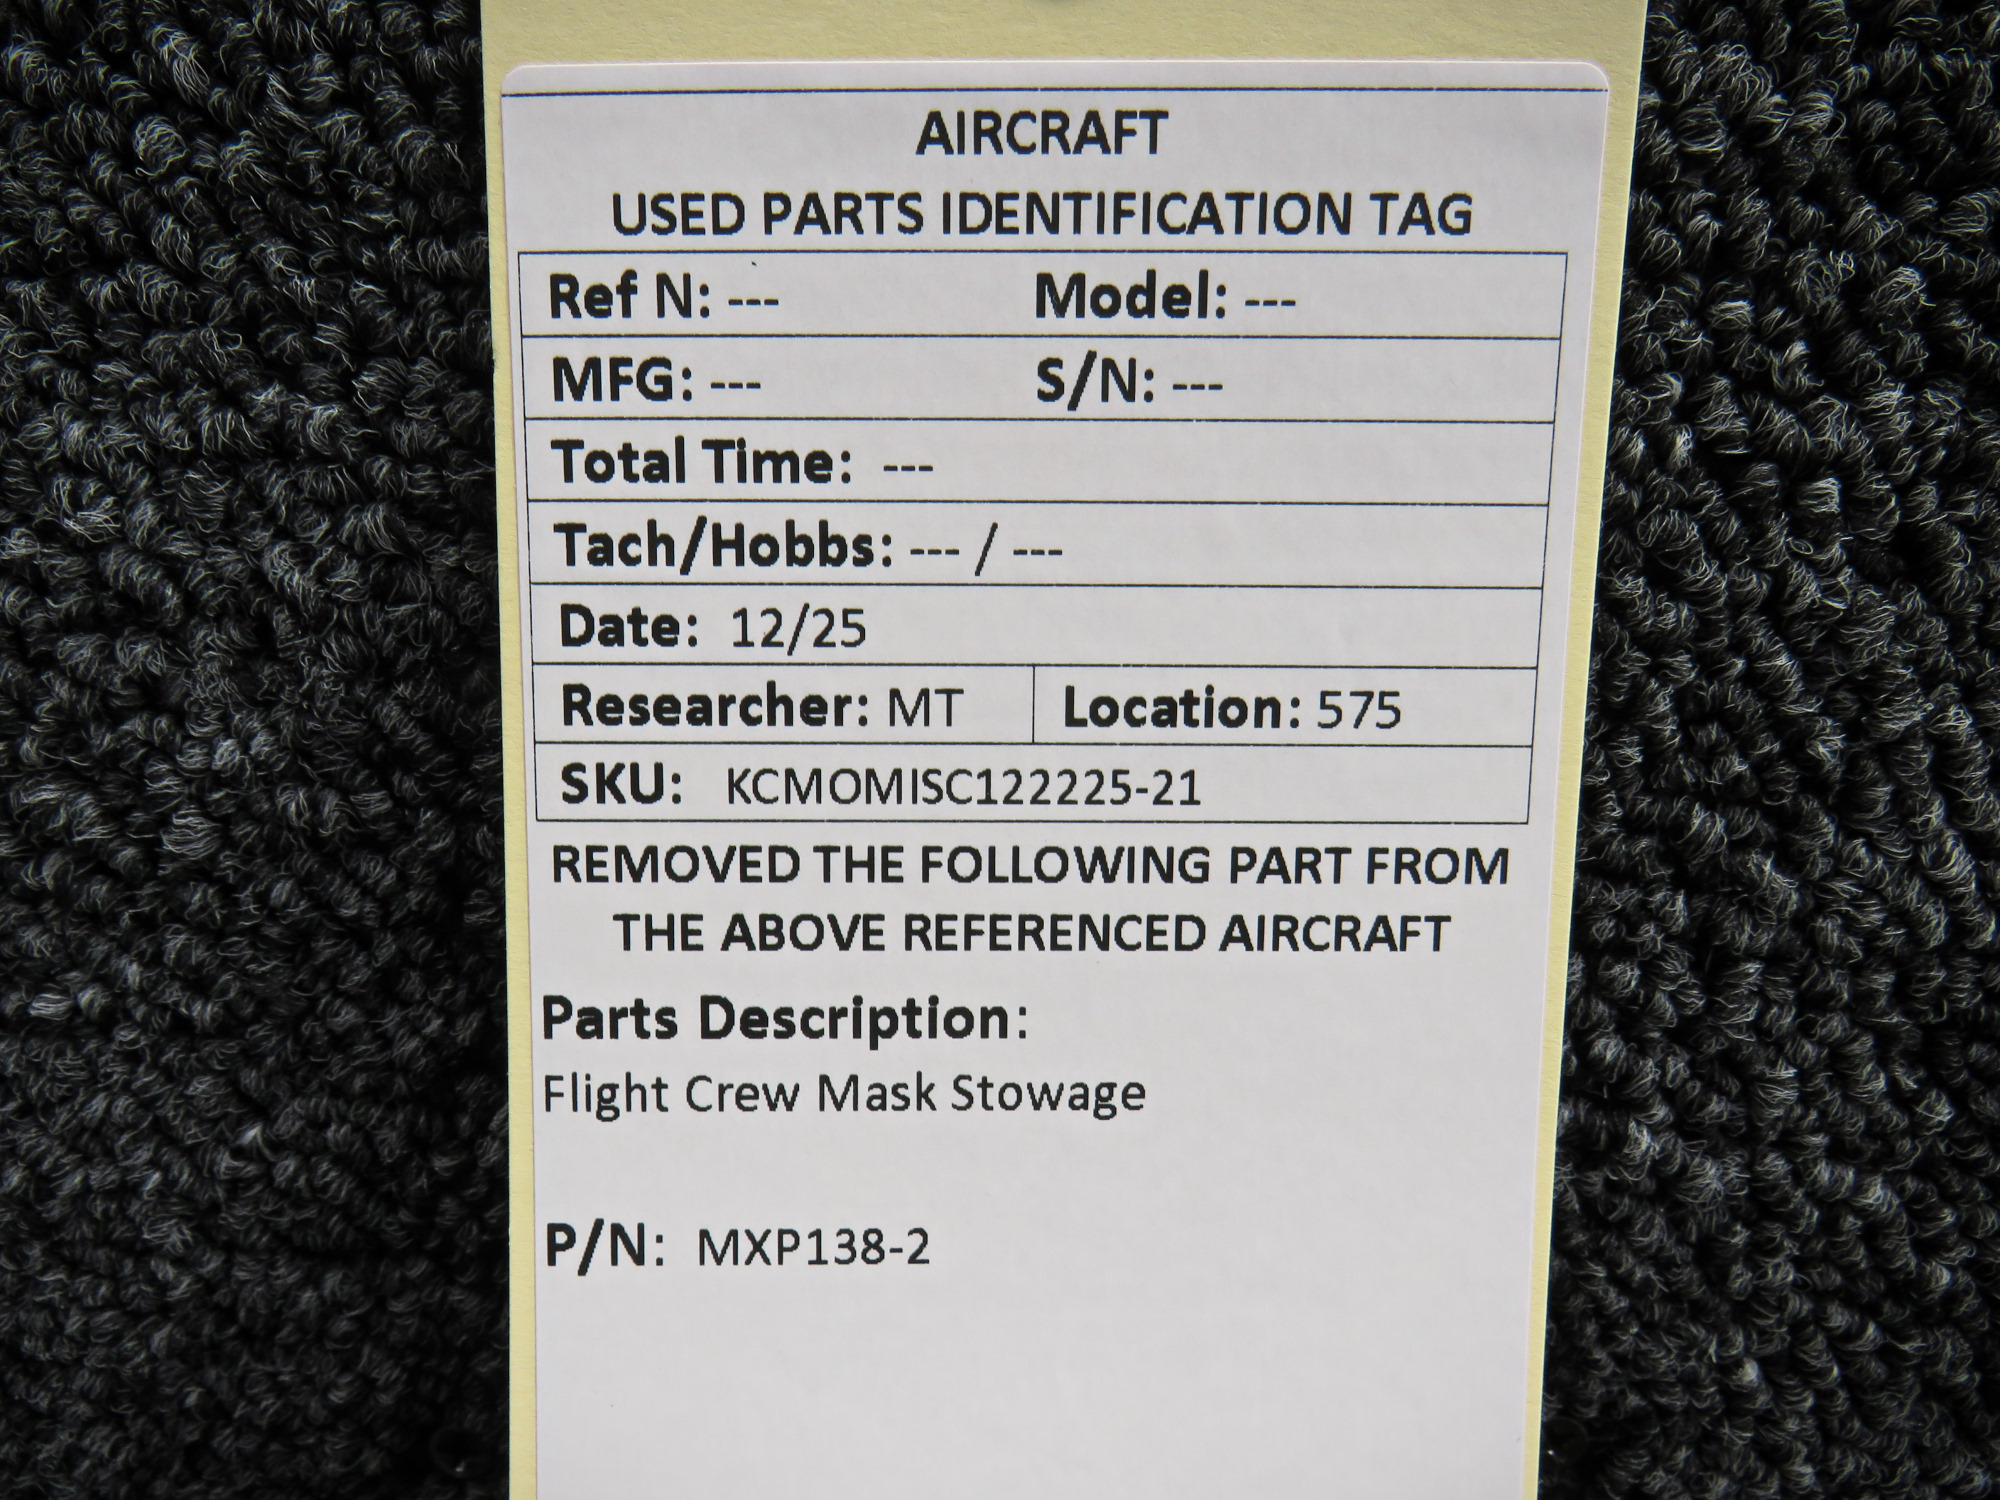 AIRCRAFT
USED PARTS IDENTIFICATION TAG
Ref N: --- Model: ---
MFG: --- S/N: ---
Total Time: ---
Tach/Hobbs: --- / ---
Date: 12/25
Researcher: MT Location: 575
SKU: KCMOMISC122225-21
REMOVED THE FOLLOWING PART FROM
THE ABOVE REFERENCED AIRCRAFT
Parts Description:
Flight Crew Mask Stowage
P/N: MXP138-2